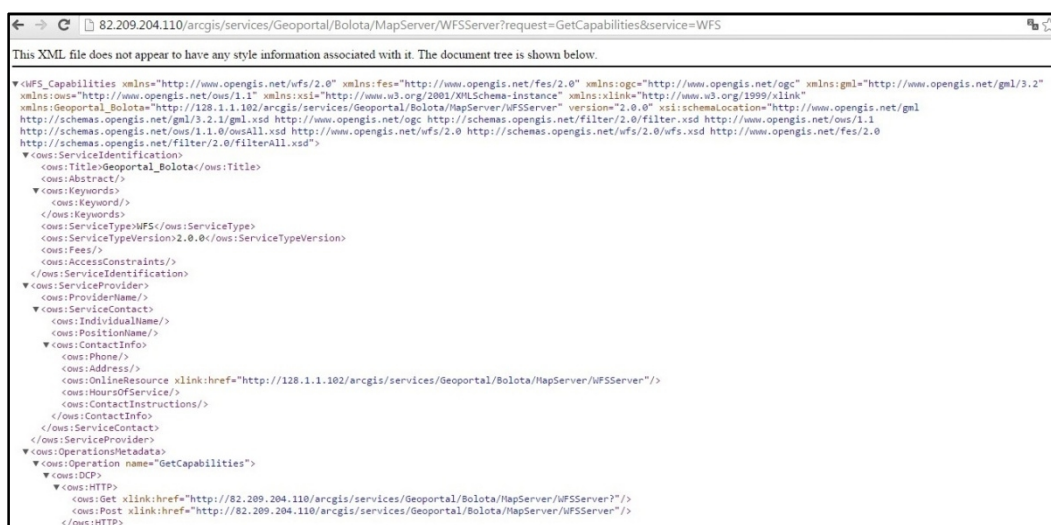 82.209.204.110/arcgis/services/Geoportal/Bolota/MapServer/WFSServer?request=GetCapabilities&service=WFS
This XML file does not appear to have any style information associated with it. The document tree is shown below.
▼<WFS_Capabilities xmlns="http://www.opengis.net/wfs/2.0" xmlns:fes="http://www.opengis.net/fes/2.0" xmlns:ogc="http://www.opengis.net/ogc" xmlns:gml="http://www.opengis.net/gml/3.2"
xmlns:ows="http://www.opengis.net/ows/1.1" xmlns:xsi="http://www.w3.org/2001/XMLSchema-instance" xmlns:xlink="http://www.w3.org/1999/xlink"
xmlns:Geoportal_Bolota="http://128.1.1.102/arcgis/services/Geoportal/Bolota/MapServer/WFSServer" version="2.0.0" xsi:schemaLocation="http://www.opengis.net/gml
http://schemas.opengis.net/gml/3.2.1/gml.xsd http://www.opengis.net/ogc http://schemas.opengis.net/filter/2.0/filter.xsd http://www.opengis.net/ows/1.1
http://schemas.opengis.net/ows/1.1.0/owsAll.xsd http://www.opengis.net/wfs/2.0 http://schemas.opengis.net/wfs/2.0/wfs.xsd http://www.opengis.net/fes/2.0
http://schemas.opengis.net/filter/2.0/filterAll.xsd">
▼<ows:ServiceIdentification>
<ows:Title>Geoportal_Bolota</ows:Title>
<ows:Abstract/>
▼<ows:Keywords>
<ows:Keyword/>
</ows:Keywords>
<ows:ServiceType>WFS</ows:ServiceType>
<ows:ServiceTypeVersion>2.0.0</ows:ServiceTypeVersion>
<ows:Fees/>
<ows:AccessConstraints/>
</ows:ServiceIdentification>
▼<ows:ServiceProvider>
<ows:ProviderName/>
▼<ows:ServiceContact>
<ows:IndividualName/>
<ows:PositionName/>
▼<ows:ContactInfo>
<ows:Phone/>
<ows:Address/>
<ows:OnlineResource xlink:href="http://128.1.1.102/arcgis/services/Geoportal/Bolota/MapServer/WFSServer"/>
<ows:HoursOfService/>
<ows:ContactInstructions/>
</ows:ContactInfo>
</ows:ServiceContact>
</ows:ServiceProvider>
▼<ows:OperationsMetadata>
▼<ows:Operation name="GetCapabilities">
▼<ows:DCP>
▼<ows:HTTP>
<ows:Get xlink:href="http://82.209.204.110/arcgis/services/Geoportal/Bolota/MapServer/WFSServer?"/>
<ows:Post xlink:href="http://82.209.204.110/arcgis/services/Geoportal/Bolota/MapServer/WFSServer"/>
</ows:HTTP>